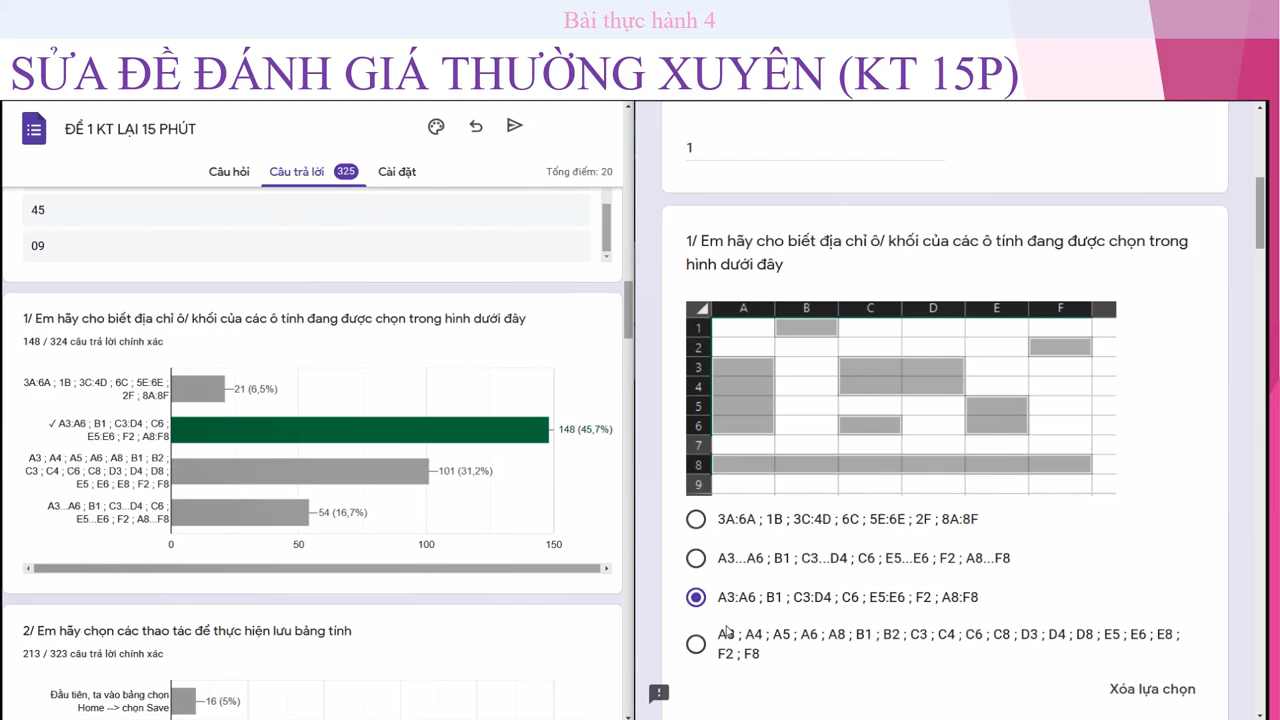 Bài thực hành 4
SỬA ĐỀ ĐÁNH GIÁ THƯỜNG XUYÊN (KT 15P)
ĐỀ 1 KT LẠI 15 PHÚT
Câu hỏi Câu trả lời 325 Cài đặt Tổng điểm: 20
45
09
1/ Em hãy cho biết địa chỉ ô/ khối của các ô tính đang được chọn trong hình dưới đây
148 / 324 câu trả lời chính xác
3A:6A ; 1B ; 3C:4D ; 6C ; 5E:6E ;
2F ; 8A:8F
21 (6,5%)
✓ A3:A6 ; B1 ; C3:D4 ; C6 ;
E5:E6 ; F2 ; A8:F8
148 (45,7%)
A3 ; A4 ; A5 ; A6 ; A8 ; B1 ; B2 ;
C3 ; C4 ; C6 ; C8 ; D3 ; D4 ; D8 ;
E5 ; E6 ; E8 ; F2 ; F8
101 (31,2%)
A3...A6 ; B1 ; C3...D4 ; C6 ;
E5...E6 ; F2 ; A8...F8
54 (16,7%)
0 50 100 150
2/ Em hãy chọn các thao tác để thực hiện lưu bảng tính
213 / 323 câu trả lời chính xác
Đầu tiên, ta vào bảng chọn
Home --> chọn Save
16 (5%)
1
1/ Em hãy cho biết địa chỉ ô/ khối của các ô tính đang được chọn trong
hình dưới đây
A B C D E F
1
2
3
4
5
6
7
8
9
3A:6A ; 1B ; 3C:4D ; 6C ; 5E:6E ; 2F ; 8A:8F
A3...A6 ; B1 ; C3...D4 ; C6 ; E5...E6 ; F2 ; A8...F8
A3:A6 ; B1 ; C3:D4 ; C6 ; E5:E6 ; F2 ; A8:F8
A3 ; A4 ; A5 ; A6 ; A8 ; B1 ; B2 ; C3 ; C4 ; C6 ; C8 ; D3 ; D4 ; D8 ; E5 ; E6 ; E8 ;
F2 ; F8
Xóa lựa chọn